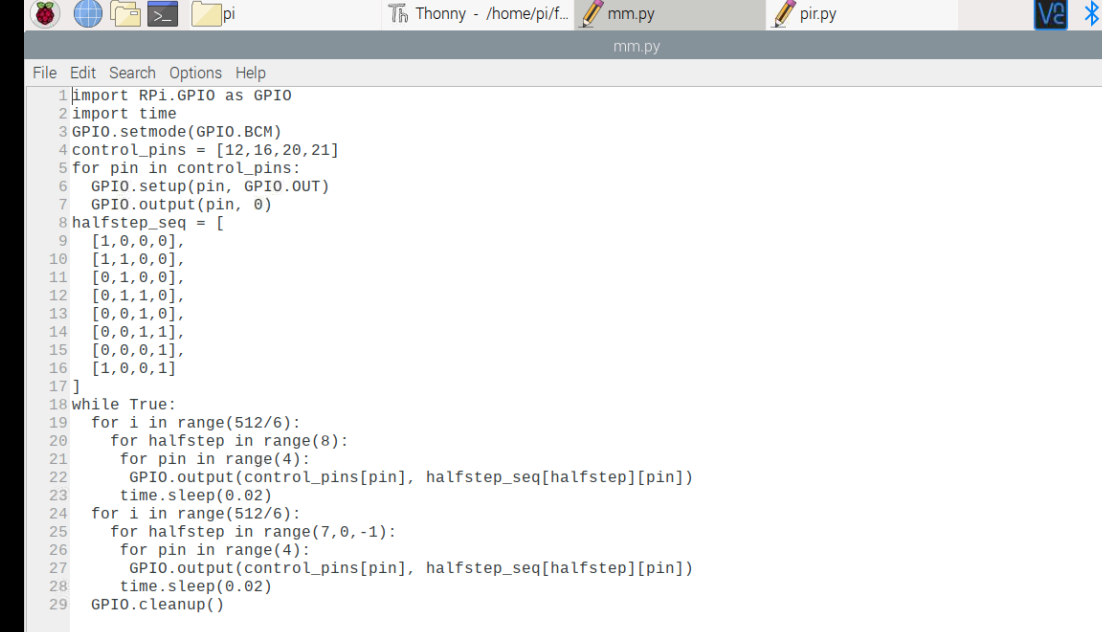 pi
Th Thonny - /home/pi/f...
mm.py
pir.py
mm.py
File Edit Search Options Help
1 import RPi.GPIO as GPIO
2 import time
3 GPIO.setmode(GPIO.BCM)
4 control_pins = [12,16,20,21]
5 for pin in control_pins:
6   GPIO.setup(pin, GPIO.OUT)
7   GPIO.output(pin, 0)
8 halfstep_seq = [
9   [1,0,0,0],
10   [1,1,0,0],
11   [0,1,0,0],
12   [0,1,1,0],
13   [0,0,1,0],
14   [0,0,1,1],
15   [0,0,0,1],
16   [1,0,0,1]
17 ]
18 while True:
19   for i in range(512/6):
20     for halfstep in range(8):
21      for pin in range(4):
22       GPIO.output(control_pins[pin], halfstep_seq[halfstep][pin])
23      time.sleep(0.02)
24   for i in range(512/6):
25     for halfstep in range(7,0,-1):
26      for pin in range(4):
27       GPIO.output(control_pins[pin], halfstep_seq[halfstep][pin])
28      time.sleep(0.02)
29   GPIO.cleanup()